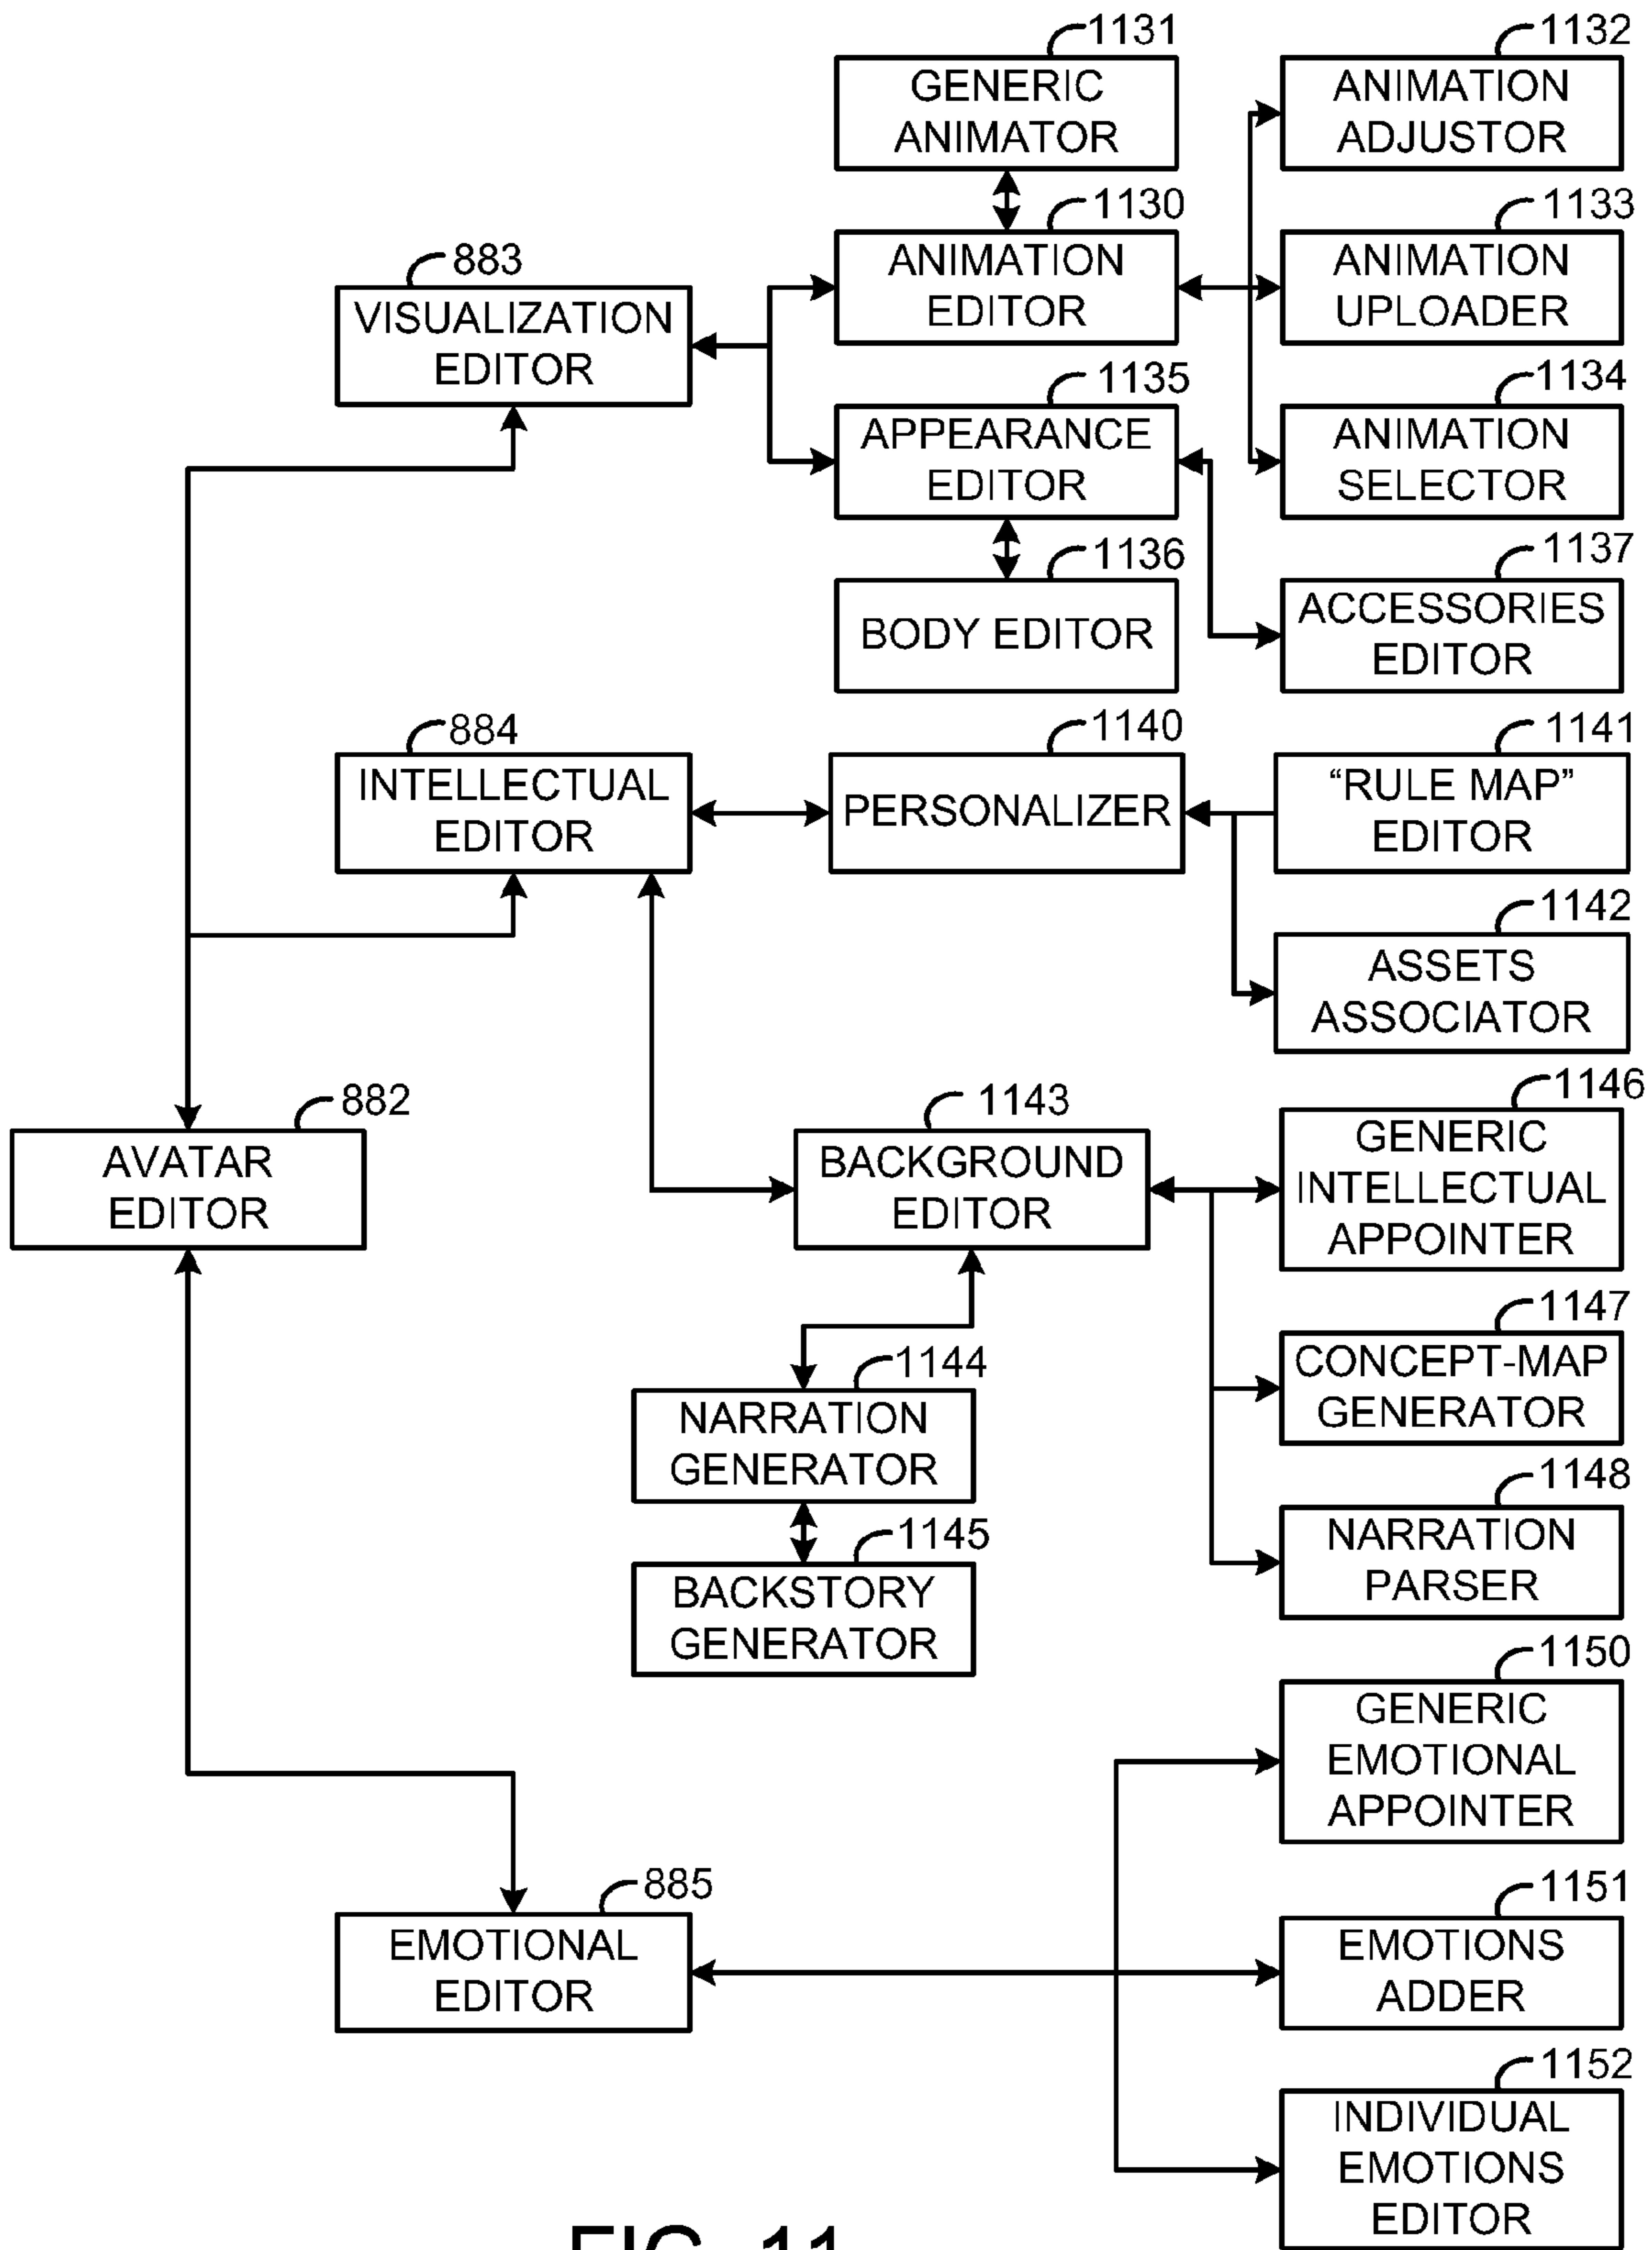 1131
GENERIC
ANIMATOR
1132
ANIMATION
ADJUSTOR
1130
ANIMATION
EDITOR
1133
ANIMATION
UPLOADER
883
VISUALIZATION
EDITOR
1135
APPEARANCE
EDITOR
1134
ANIMATION
SELECTOR
1136
BODY EDITOR
1137
ACCESSORIES
EDITOR
884
INTELLECTUAL
EDITOR
1140
PERSONALIZER
1141
“RULE MAP”
EDITOR
1142
ASSETS
ASSOCIATOR
882
AVATAR
EDITOR
1143
BACKGROUND
EDITOR
1146
GENERIC
INTELLECTUAL
APPOINTER
1144
NARRATION
GENERATOR
1147
CONCEPT-MAP
GENERATOR
1145
BACKSTORY
GENERATOR
1148
NARRATION
PARSER
1150
GENERIC
EMOTIONAL
APPOINTER
885
EMOTIONAL
EDITOR
1151
EMOTIONS
ADDER
1152
INDIVIDUAL
EMOTIONS
EDITOR
FIG. 11